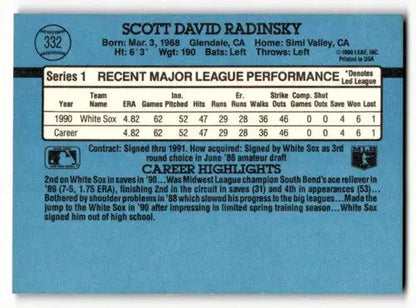 332
SCOTT DAVID RADINSKY
Born: Mar. 3, 1968 Glendale, CA Home: Simi Valley, CA
Ht: 6' 3" Wgt: 190 Bats: Left Throws: Left
© 1990 LEAF, INC.
Printed in USA
Series 1 RECENT MAJOR LEAGUE PERFORMANCE *Denotes Led League
Year Team Name ERA Games Inn. Pitched Hits Runs Er. Runs Walks Strike Outs Comp. Games Shut Outs Save Won Lost
1990 White Sox 4.82 62 52 47 29 28 36 46 0 0 4 6 1
Career 4.82 62 52 47 29 28 36 46 0 0 4 6 1
Contract: Signed thru 1991. How acquired: Signed by White Sox as 3rd
round choice in June '86 amateur draft
CAREER HIGHLIGHTS
2nd on White Sox in saves in '90...Was Midwest League champion South Bend's ace reliever in
'89 (7-5, 1.75 ERA), finishing 2nd in the circuit in saves (31) and 4th in appearances (53)...
Bothered by shoulder problems in '88 which slowed his progress to the big leagues...Made the
jump to the White Sox in '90 after impressing in limited spring training season...White Sox
signed him out of high school.